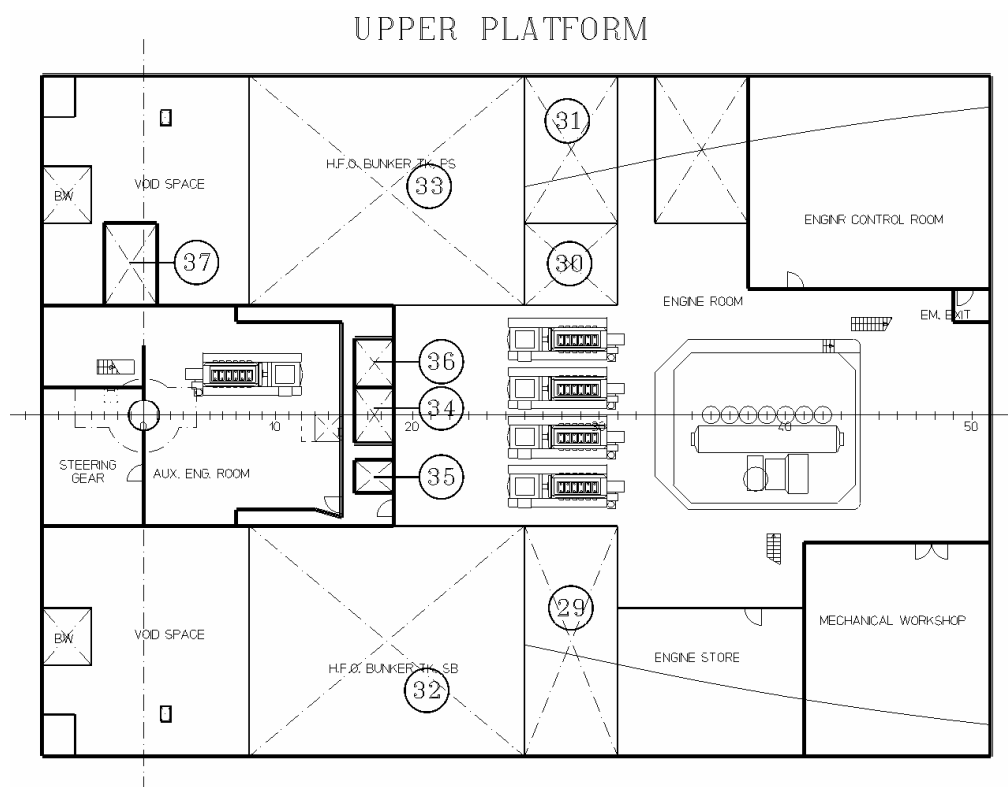 UPPER PLATFORM
31
H.F.O. BUNKER TK, PS
33
VOID SPACE
BW
ENGINR CONTROL ROOM
37
30
ENGINE ROOM
EM. EXIT
36
34
0
10
20
30
40
50
STEERING
GEAR
AUX. ENG. ROOM
35
29
BW
VOID SPACE
MECHANICAL WORKSHOP
ENGINE STORE
H.F.O. BUNKER TK, SB
32